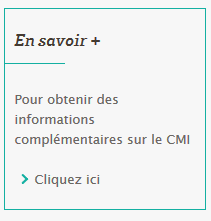 En savoir +
Pour obtenir des
informations
complémentaires sur le CMI
Cliquez ici